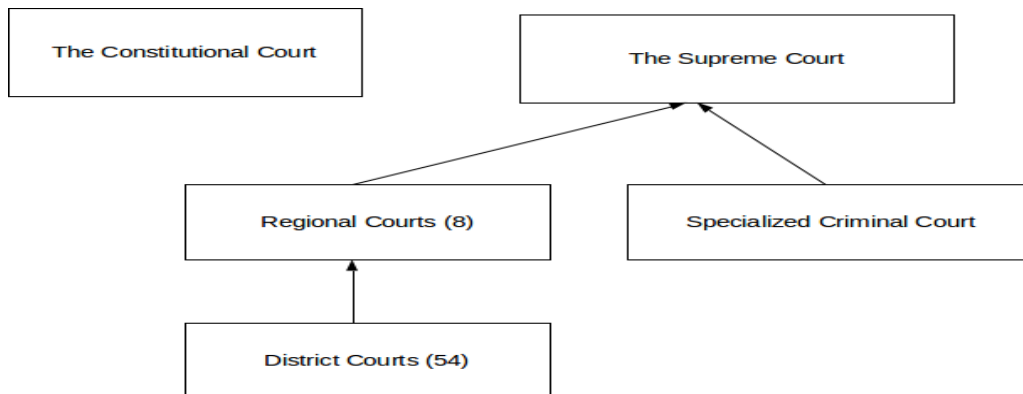 The Constitutional Court
The Supreme Court
Regional Courts (8)
Specialized Criminal Court
District Courts (54)